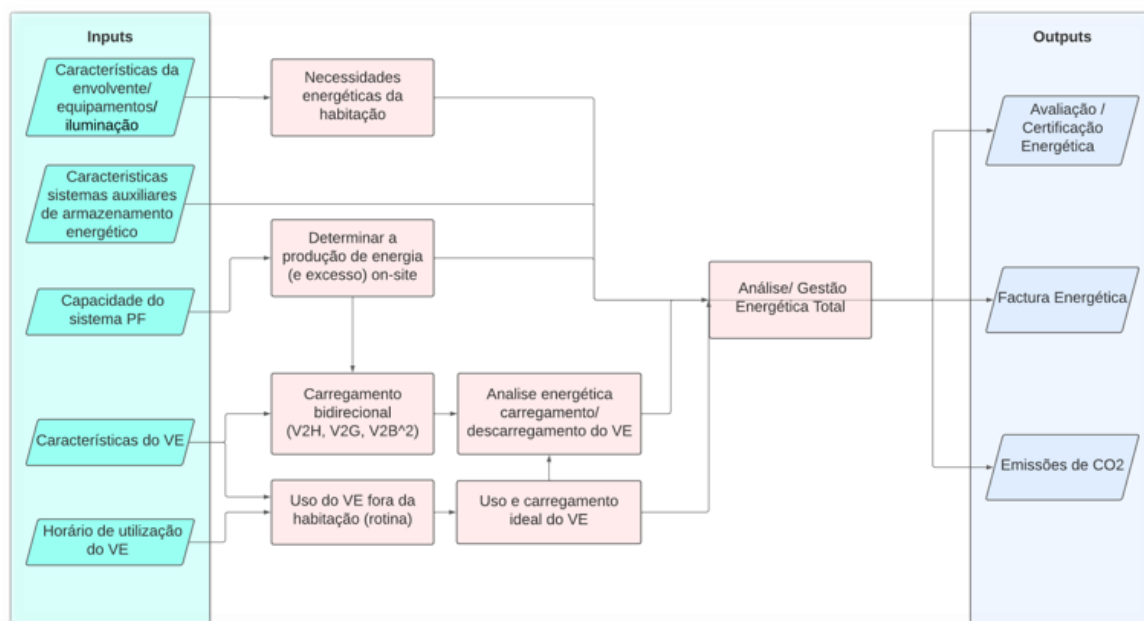 Inputs
Características da
envolvente/
equipamentos/
iluminação
Caracteristicas
sistemas auxiliares
de armazenamento
energético
Capacidade do
sistema PF
Características do VE
Horário de utilização
do VE
Necessidades
energéticas da
habitação
Determinar a
produção de energia
(e excesso) on-site
Carregamento
bidirecional
(V2H, V2G, V2B^2)
Uso do VE fora da
habitação (rotina)
Analise energética
carregamento/
descarregamento do VE
Uso e carregamento
ideal do VE
Análise/ Gestão
Energética Total
Outputs
Avaliação /
Certificação
Energética
Factura Energética
Emissões de CO2